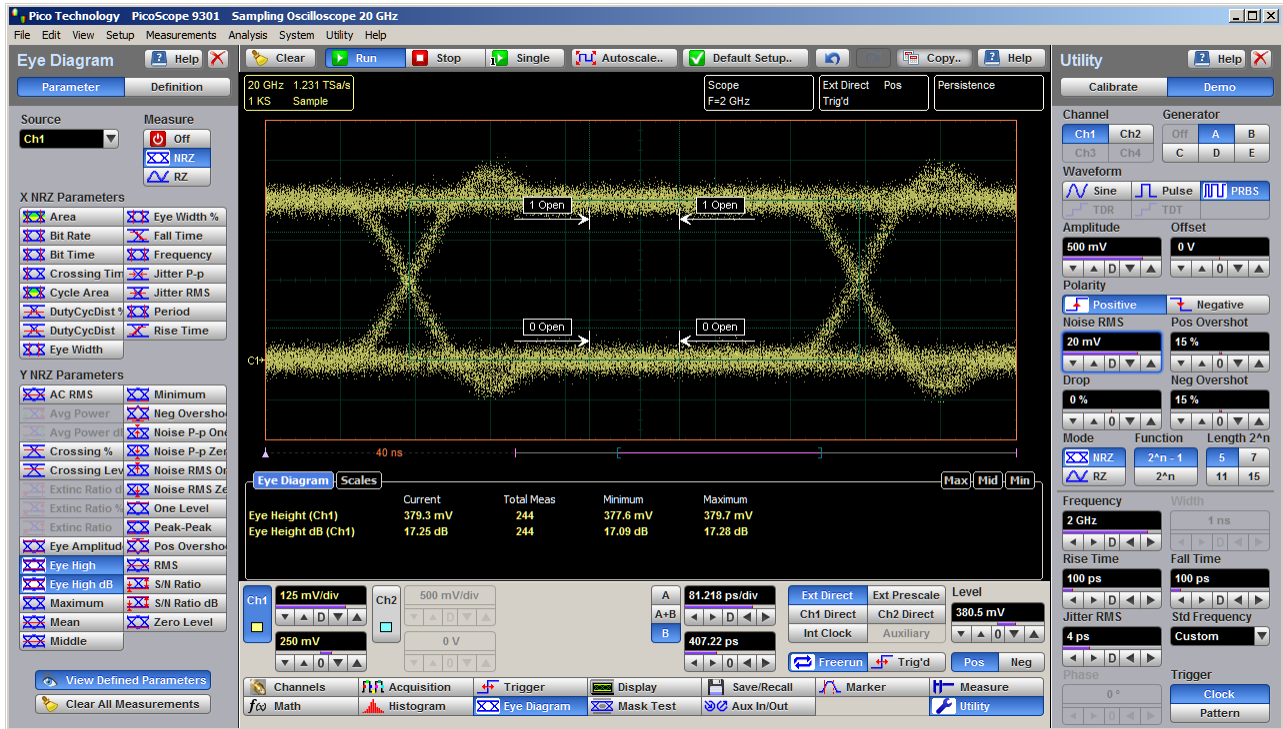 Pico Technology PicoScope 9301 Sampling Oscilloscope 20 GHz
File Edit View Setup Measurements Analysis System Utility Help
Eye Diagram Help
Parameter Definition
Source Measure
Ch1 Off
NRZ
RZ
X NRZ Parameters
Area Eye Width %
Bit Rate Fall Time
Bit Time Frequency
Crossing Tim Jitter P-p
Cycle Area Jitter RMS
DutyCycDist % Period
DutyCycDist Rise Time
Eye Width
Y NRZ Parameters
AC RMS Minimum
Avg Power Neg Oversho
Avg Power dB Noise P-p One
Crossing % Noise P-p Zer
Crossing Lev Noise RMS On
Extinc Ratio d Noise RMS Ze
Extinc Ratio % One Level
Extinc Ratio Peak-Peak
Eye Amplitud Pos Oversho
Eye High RMS
Eye High dB S/N Ratio
Maximum S/N Ratio dB
Mean Zero Level
Middle
View Defined Parameters
Clear All Measurements
Clear Run Stop Single Autoscale.. Default Setup.. Copy.. Help
20 GHz 1.231 TSa/s
1 KS Sample
Scope
F=2 GHz
Ext Direct Pos
Trig'd
Persistence
1 Open 1 Open
0 Open 0 Open
C1
40 ns
Eye Diagram Scales Max Mid Min
Current Total Meas Minimum Maximum
Eye Height (Ch1) 379.3 mV 244 377.6 mV 379.7 mV
Eye Height dB (Ch1) 17.25 dB 244 17.09 dB 17.28 dB
Ch1 125 mV/div
D
250 mV
0
Ch2 500 mV/div
D
0 V
0
A
A+B
B
81.218 ps/div
D
407.22 ps
0
Ext Direct Ext Prescale
Ch1 Direct Ch2 Direct
Int Clock Auxiliary
Freerun Trig'd
Level
380.5 mV
0
Pos Neg
Channels Acquisition Trigger Display Save/Recall Marker Measure
f(x) Math Histogram Eye Diagram Mask Test Aux In/Out Utility
Utility Help
Calibrate Demo
Channel Generator
Ch1 Ch2 Off A B
Ch3 Ch4 C D E
Waveform
Sine Pulse PRBS
TDR TDT
Amplitude Offset
500 mV 0 V
D 0
Polarity
Positive Negative
Noise RMS Pos Overshot
20 mV 15 %
D 0
Drop Neg Overshot
0 % 15 %
0 0
Mode Function Length 2^n
NRZ 2^n - 1 5 7
RZ 2^n 11 15
Frequency Width
2 GHz 1 ns
D D
Rise Time Fall Time
100 ps 100 ps
D D
Jitter RMS Std Frequency
4 ps Custom
D
Phase Trigger
0 ° Clock
0 Pattern